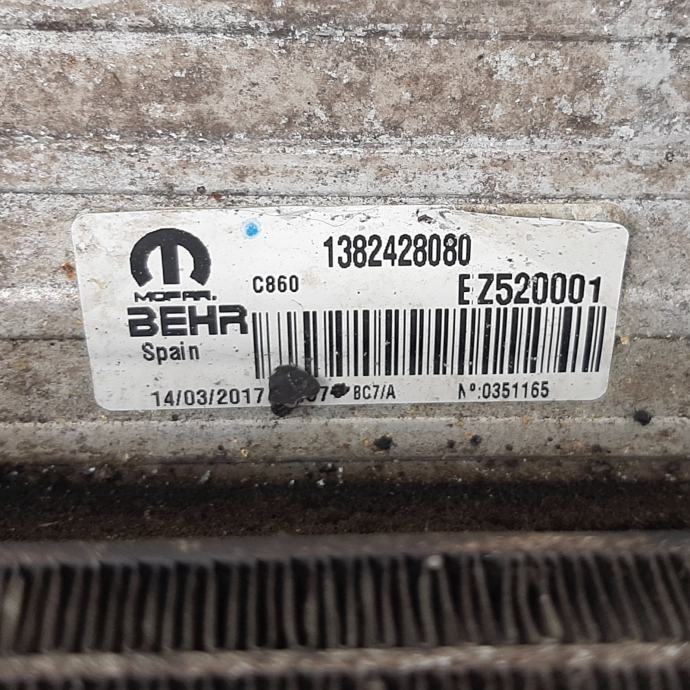 1382428080
MOPAR.
C860
EZ520001
BEHR
Spain
14/03/2017
BC7/A
Nº:0351165